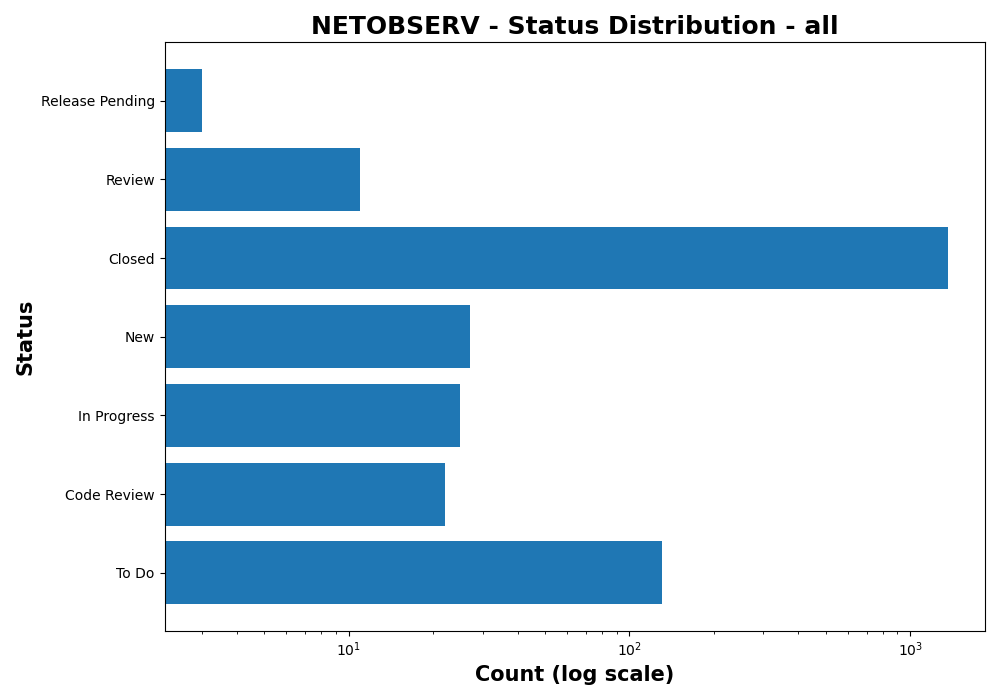 NETOBSERV - Status Distribution - all
Release Pending
Review
Closed
New
In Progress
Code Review
To Do
Status
10¹
10²
10³
Count (log scale)